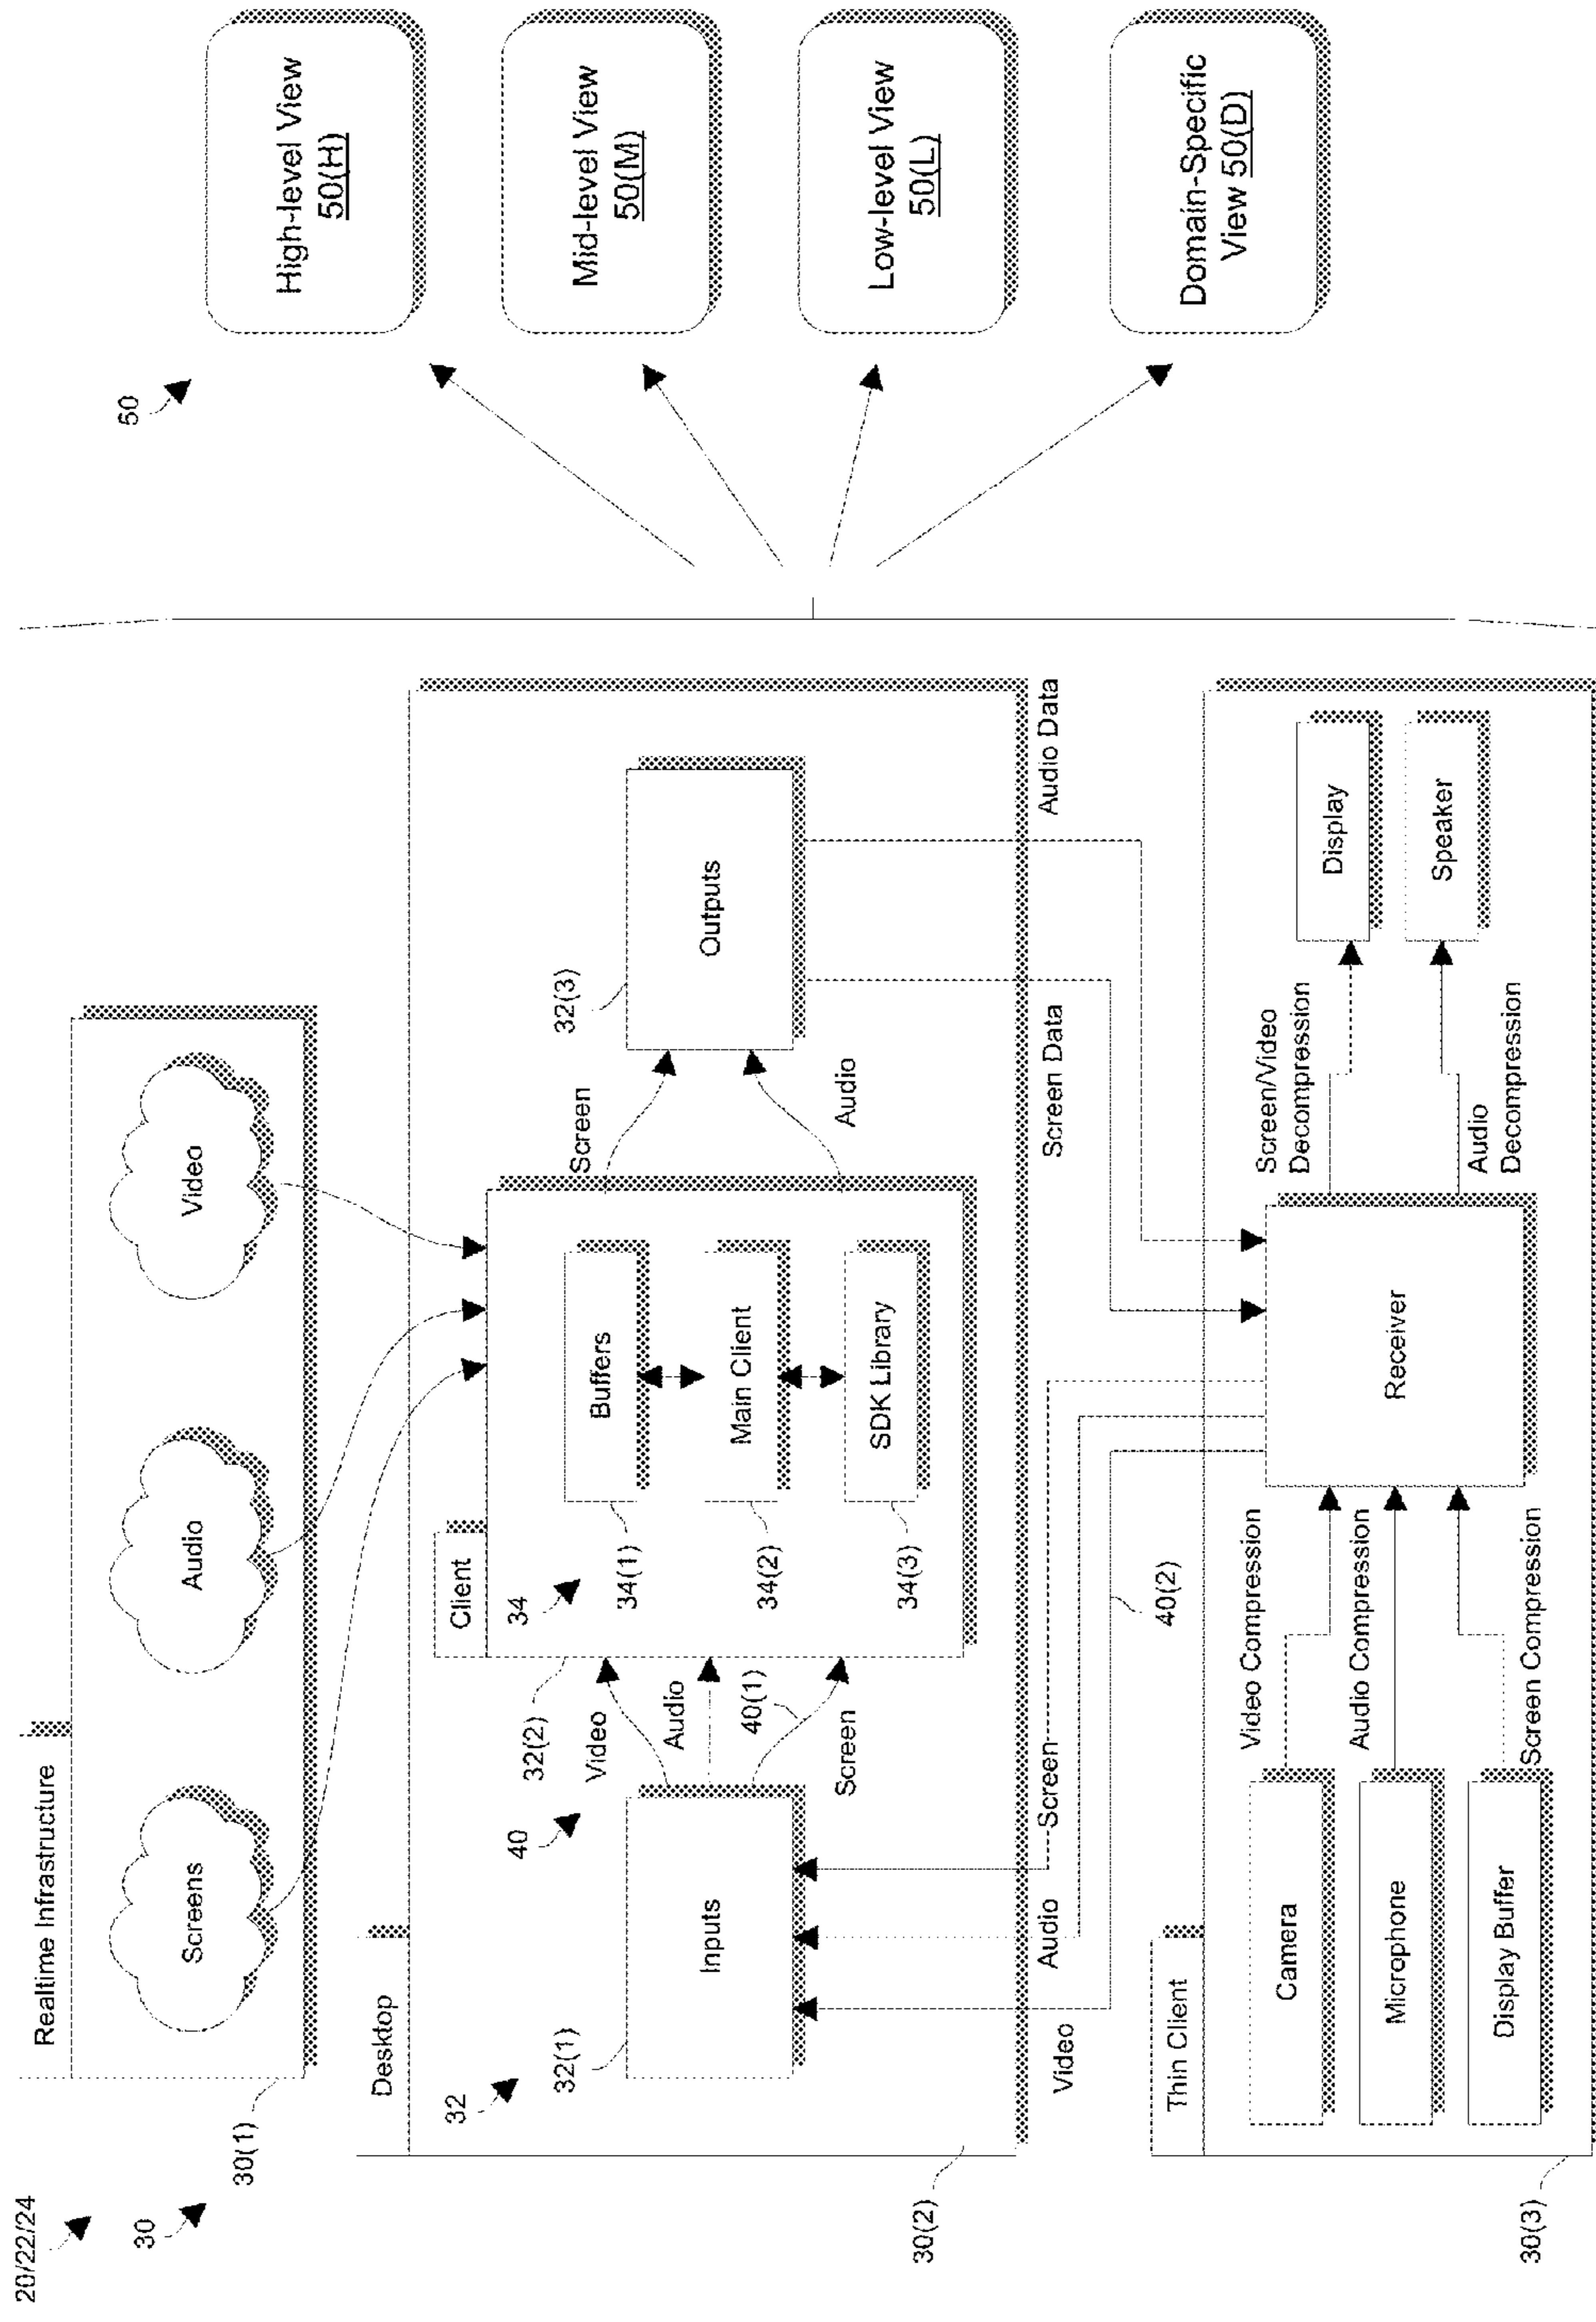 20/22/24
30
30(1)
Realtime Infrastructure
Screens
Audio
Video
Desktop
32
32(1)
Inputs
40
32(2)
Video
Audio
40(1)
Screen
Client
34
34(1)
Buffers
34(2)
Main Client
34(3)
SDK Library
Screen
Audio
32(3)
Outputs
30(2)
Video
Audio
Screen
40(2)
Screen Data
Audio Data
Thin Client
30(3)
Camera
Microphone
Display Buffer
Video Compression
Audio Compression
Screen Compression
Receiver
Screen/Video
Decompression
Audio
Decompression
Display
Speaker
50
High-level View
50(H)
Mid-level View
50(M)
Low-level View
50(L)
Domain-Specific
View 50(D)